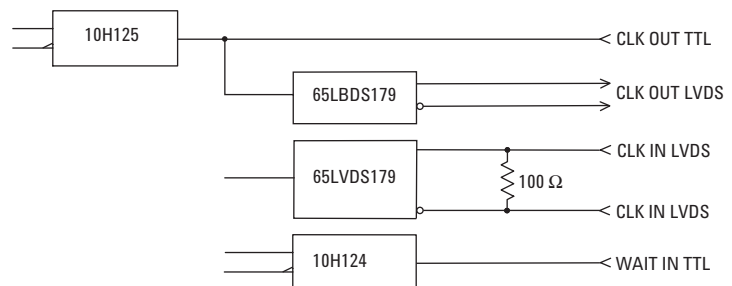 10H125
CLK OUT TTL
65LBDS179
CLK OUT LVDS
65LVDS179
CLK IN LVDS
100 Ω
CLK IN LVDS
10H124
WAIT IN TTL